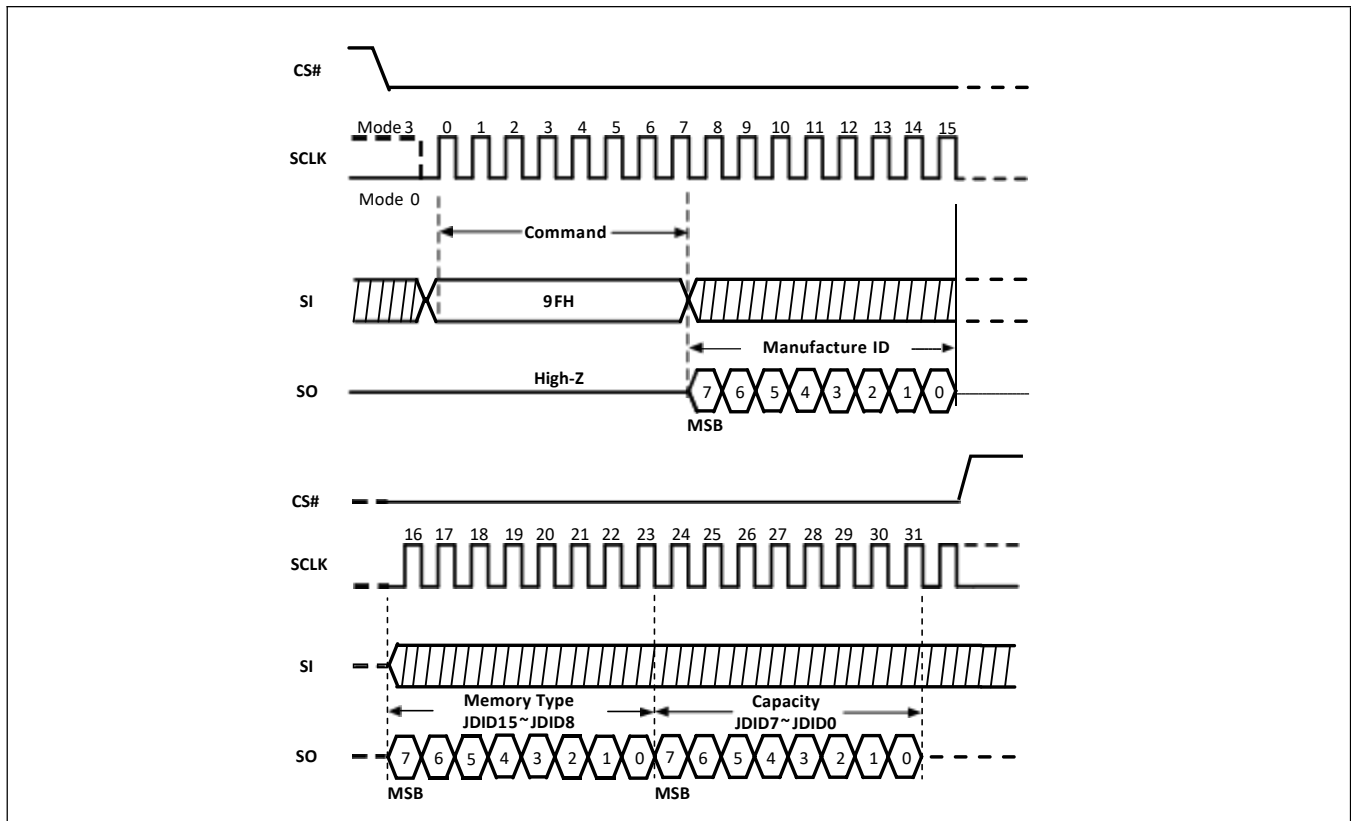 CS#
Mode 3 0 1 2 3 4 5 6 7 8 9 10 11 12 13 14 15
SCLK
Mode 0
Command
SI 9FH
Manufacture ID
High-Z
SO 7 6 5 4 3 2 1 0
MSB
CS#
16 17 18 19 20 21 22 23 24 25 26 27 28 29 30 31
SCLK
SI
Memory Type Capacity
JDID15~JDID8 JDID7~JDID0
SO 7 6 5 4 3 2 1 0 7 6 5 4 3 2 1 0
MSB MSB